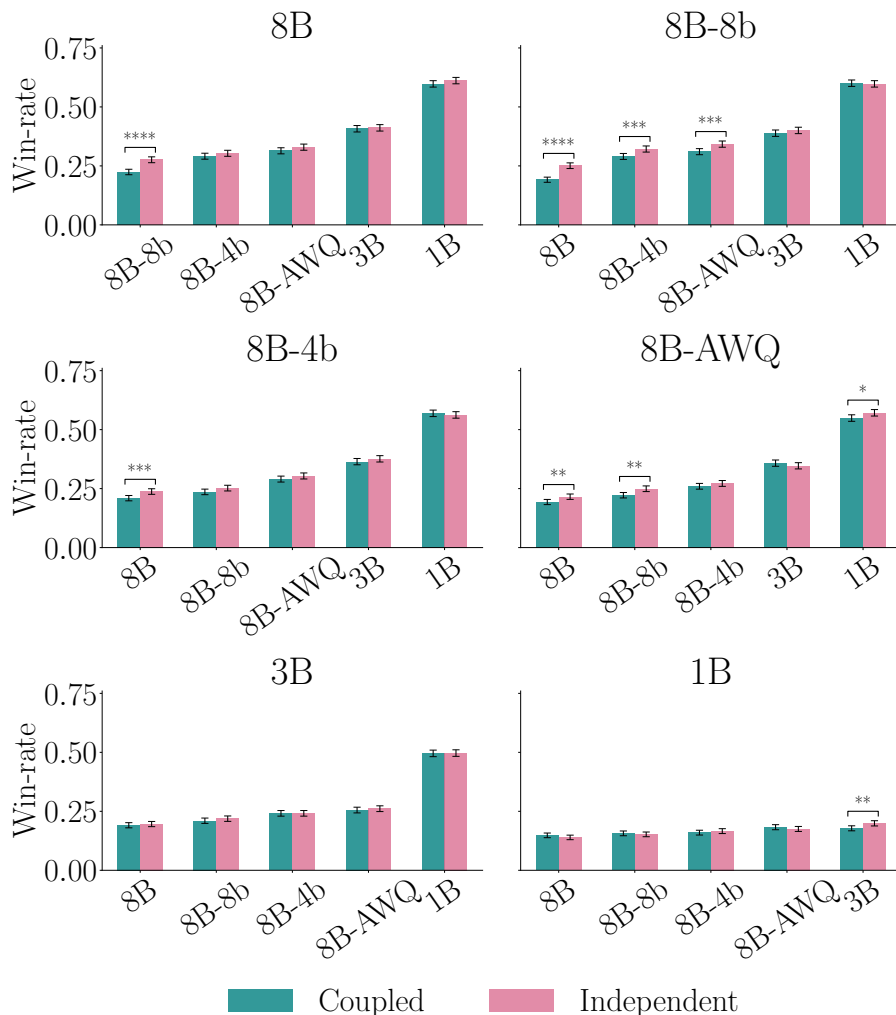 8B
8B-8b
Win-rate
0.75
0.50
0.25
0.00
****
****
***
***
8B-8b
8B-4b
8B-AWQ
3B
1B
8B
8B-4b
8B-AWQ
3B
1B
8B-4b
8B-AWQ
Win-rate
0.75
0.50
0.25
0.00
***
**
**
*
8B
8B-8b
8B-AWQ
3B
1B
8B
8B-8b
8B-4b
3B
1B
3B
1B
Win-rate
0.75
0.50
0.25
0.00
**
8B
8B-8b
8B-4b
8B-AWQ
1B
8B
8B-8b
8B-4b
8B-AWQ
3B
Coupled
Independent